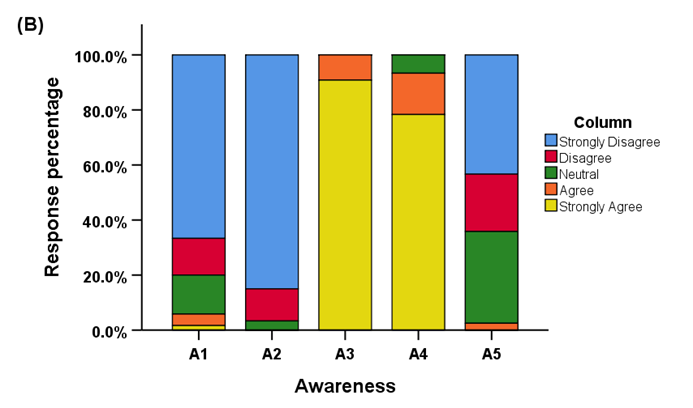 (B)
100.0%
80.0%
60.0%
40.0%
20.0%
0.0%
Response percentage
A1 A2 A3 A4 A5
Awareness
Column
Strongly Disagree
Disagree
Neutral
Agree
Strongly Agree